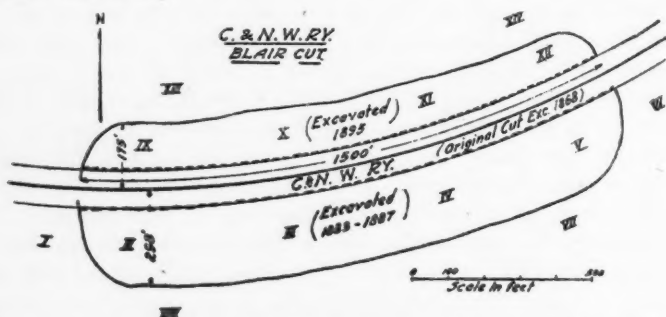 N
C. & N.W. RY.
BLAIR CUT
XIII
XII
XI
X
IX
(Excavated
1895)
175'
1500'
(Original Cut Exc. 1868)
C.& N. W. RY.
VI
V
IV
III
(Excavated
1883-1887)
I
II
250'
VII
VIII
0 100 500
Scale In Feet